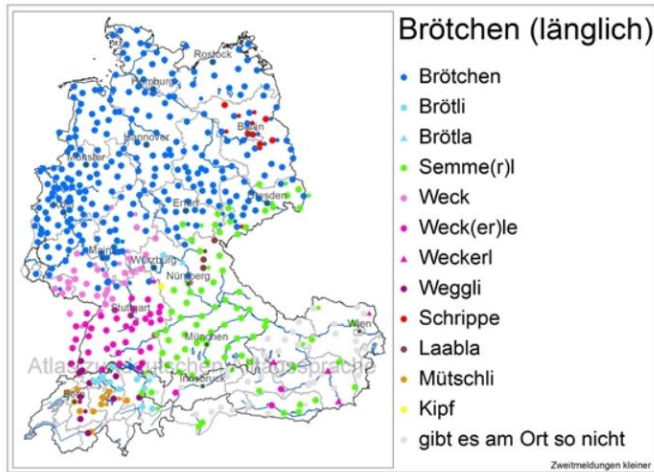 Brötchen (länglich)
Brötchen
Brötli
Brötla
Semme(r)l
Weck
Weck(er)le
Weckerl
Weggli
Schrippe
Laabla
Mütschli
Kipf
gibt es am Ort so nicht
Zweitmeldungen kleiner
Rostock
Hamburg
Berlin
Hannover
Münster
Köln
Erfurt
Dresden
Mainz
Würzburg
Nürnberg
Stuttgart
München
Wien
Atlas zur deutschen Alltagssprache
Innsbruck
Bern